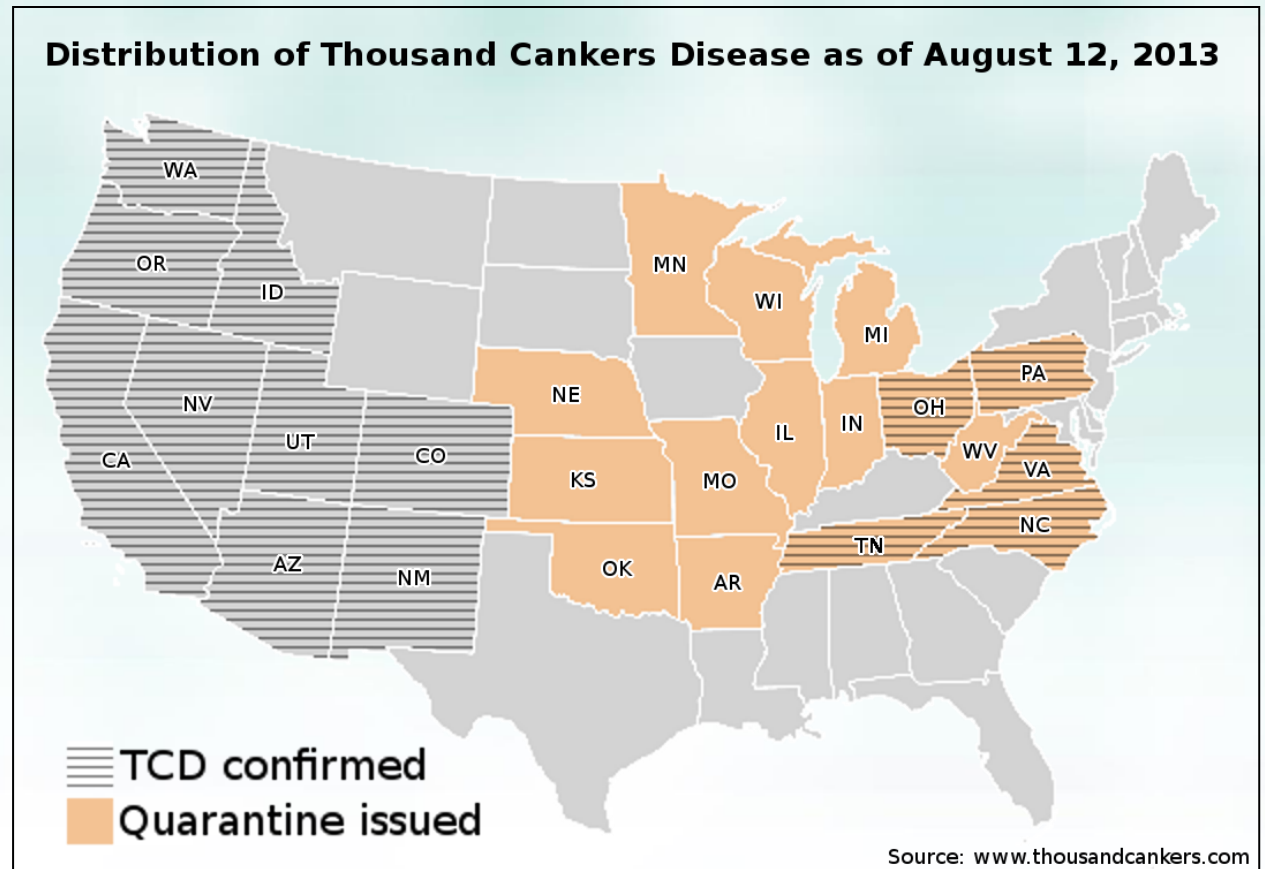 Distribution of Thousand Cankers Disease as of August 12, 2013
WA
OR
ID
MN
WI
MI
PA
NE
NV
OH
IN
IL
UT
CO
WV
CA
VA
KS
MO
NC
TN
AZ
OK
NM
AR
TCD confirmed
Quarantine issued
Source: www.thousandcankers.com